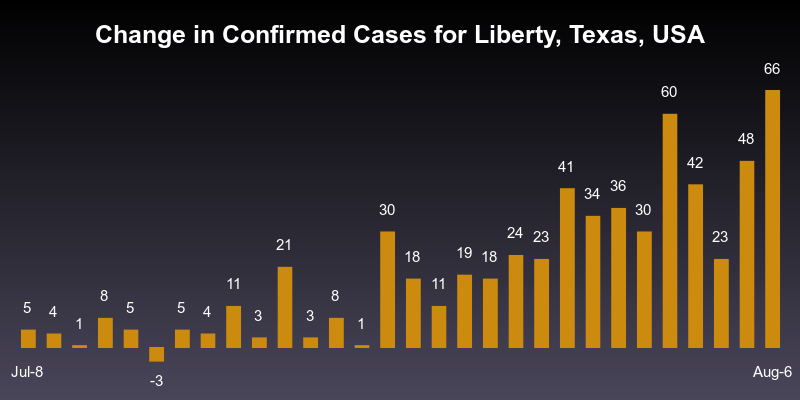 Change in Confirmed Cases for Liberty, Texas, USA
5 4 1 8 5 -3 5 4 11 3 21 3 8 1 30 18 11 19 18 24 23 41 34 36 30 60 42 23 48 66
Jul-8 Aug-6